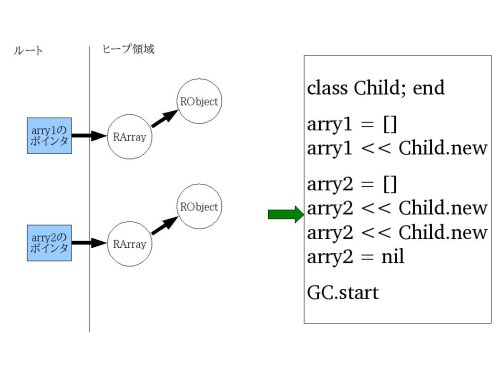 ルート
ヒープ領域
arry1の
ポインタ
RArray
RObject
arry2の
ポインタ
RArray
RObject
class Child; end
arry1 = []
arry1 << Child.new
arry2 = []
arry2 << Child.new
arry2 << Child.new
arry2 = nil
GC.start